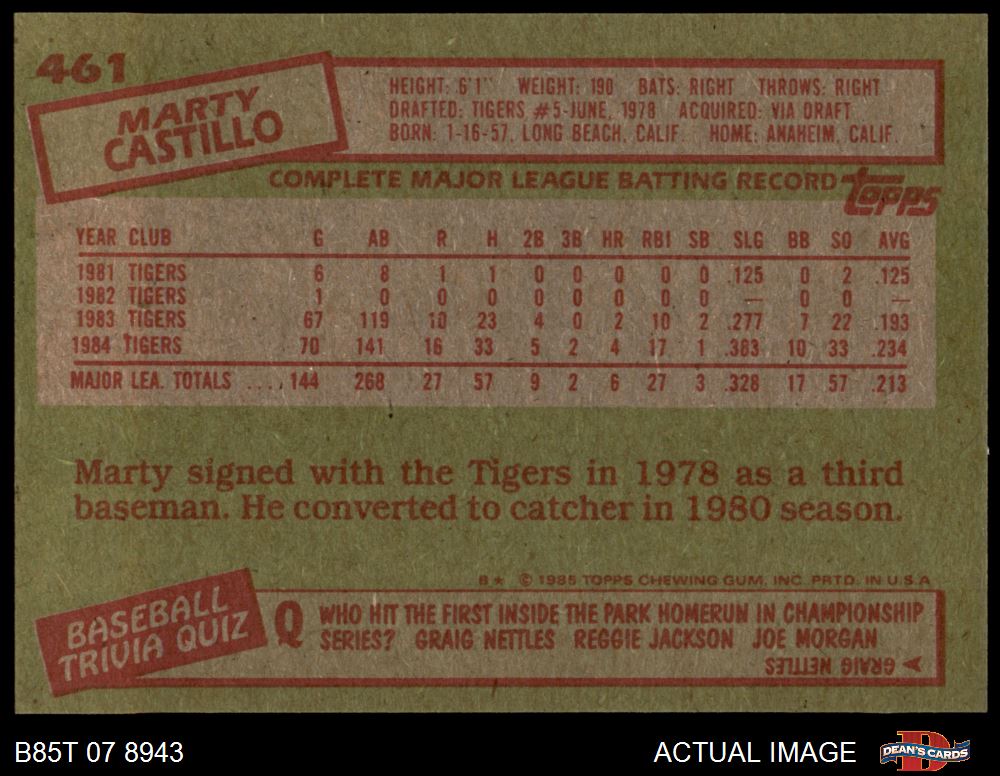 461
MARTY
CASTILLO
HEIGHT: 6'1" WEIGHT: 190 BATS: RIGHT THROWS: RIGHT
DRAFTED: TIGERS #5-JUNE, 1978 ACQUIRED: VIA DRAFT
BORN: 1-16-57, LONG BEACH, CALIF. HOME: ANAHEIM, CALIF.
COMPLETE MAJOR LEAGUE BATTING RECORD topps
YEAR CLUB G AB R H 2B 3B HR RBI SB SLG BB SO AVG
1981 TIGERS 6 8 1 1 0 0 0 0 0 .125 0 2 .125
1982 TIGERS 1 0 0 0 0 0 0 0 0 — 0 0 —
1983 TIGERS 67 119 10 23 4 0 2 10 2 .277 7 22 .193
1984 TIGERS 70 141 16 33 5 2 4 17 1 .383 10 33 .234
MAJOR LEA. TOTALS .... 144 268 27 57 9 2 6 27 3 .328 17 57 .213
Marty signed with the Tigers in 1978 as a third
baseman. He converted to catcher in 1980 season.
B★ © 1985 TOPPS CHEWING GUM, INC. PRTD. IN U.S.A.
BASEBALL
TRIVIA QUIZ
Q WHO HIT THE FIRST INSIDE THE PARK HOMERUN IN CHAMPIONSHIP
SERIES? GRAIG NETTLES REGGIE JACKSON JOE MORGAN
GRAIG NETTLES
B85T 07 8943
ACTUAL IMAGE
D
DEAN'S CARDS